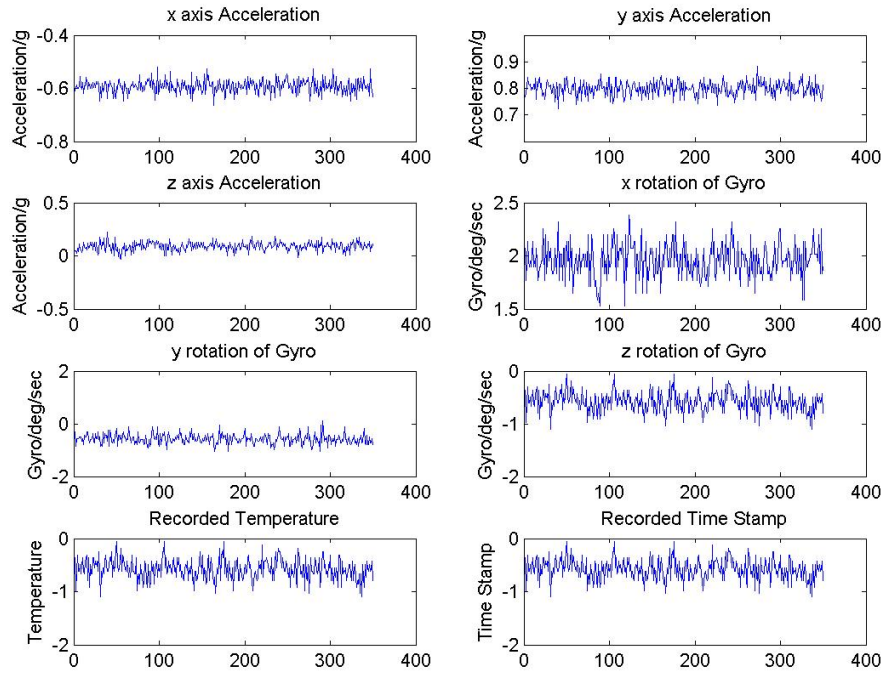 x axis Acceleration
-0.4
-0.6
-0.8
Acceleration/g
0 100 200 300 400
y axis Acceleration
0.9
0.8
0.7
Acceleration/g
0 100 200 300 400
z axis Acceleration
0.5
0
-0.5
Acceleration/g
0 100 200 300 400
x rotation of Gyro
2.5
2
1.5
Gyro/deg/sec
0 100 200 300 400
y rotation of Gyro
2
0
-2
Gyro/deg/sec
0 100 200 300 400
z rotation of Gyro
0
-1
-2
Gyro/deg/sec
0 100 200 300 400
Recorded Temperature
0
-1
-2
Temperature
0 100 200 300 400
Recorded Time Stamp
0
-1
-2
Time Stamp
0 100 200 300 400